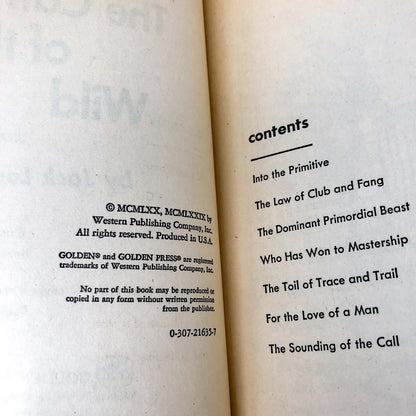 © MCMLXX, MCMLXXIX by
Western Publishing Company, Inc.
All rights reserved. Produced in U.S.A.
GOLDEN® and GOLDEN PRESS® are registered
trademarks of Western Publishing Company, Inc.
No part of this book may be reproduced or
copied in any form without written permission
from the publisher.
0-307-21635-7
contents
Into the Primitive
The Law of Club and Fang
The Dominant Primordial Beast
Who Has Won to Mastership
The Toil of Trace and Trail
For the Love of a Man
The Sounding of the Call